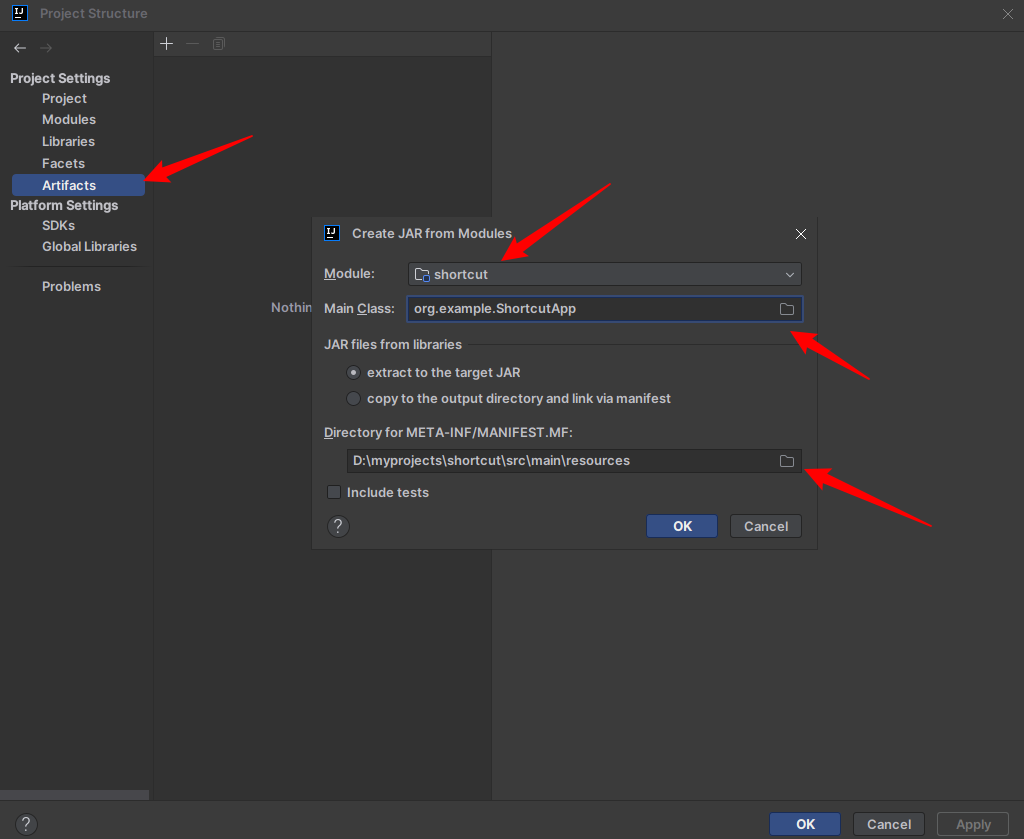 Project Structure
Project Settings
Project
Modules
Libraries
Facets
Artifacts
Platform Settings
SDKs
Global Libraries
Problems
Nothin
Create JAR from Modules
Module: shortcut
Main Class: org.example.ShortcutApp
JAR files from libraries
extract to the target JAR
copy to the output directory and link via manifest
Directory for META-INF/MANIFEST.MF:
D:\myprojects\shortcut\src\main\resources
Include tests
? OK Cancel
? OK Cancel Apply